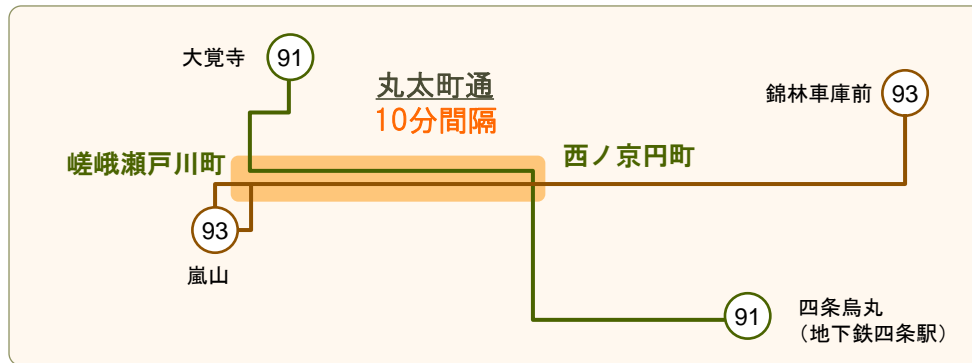 大覚寺
91
丸太町通
10分間隔
錦林車庫前
93
嵯峨瀬戸川町
西ノ京円町
93
嵐山
91
四条烏丸
（地下鉄四条駅）